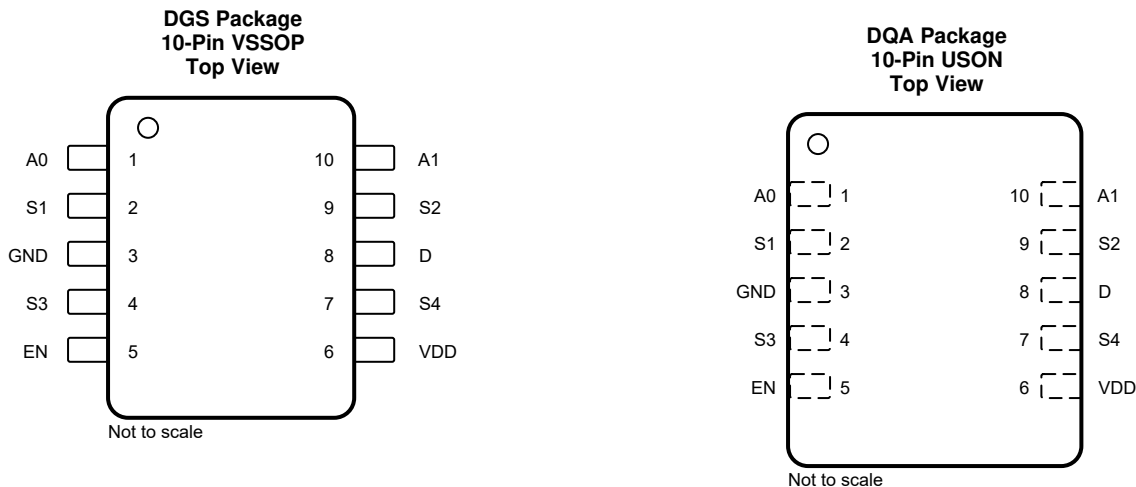 DGS Package
10-Pin VSSOP
Top View
A0 1 10 A1
S1 2 9 S2
GND 3 8 D
S3 4 7 S4
EN 5 6 VDD
Not to scale
DQA Package
10-Pin USON
Top View
A0 1 10 A1
S1 2 9 S2
GND 3 8 D
S3 4 7 S4
EN 5 6 VDD
Not to scale